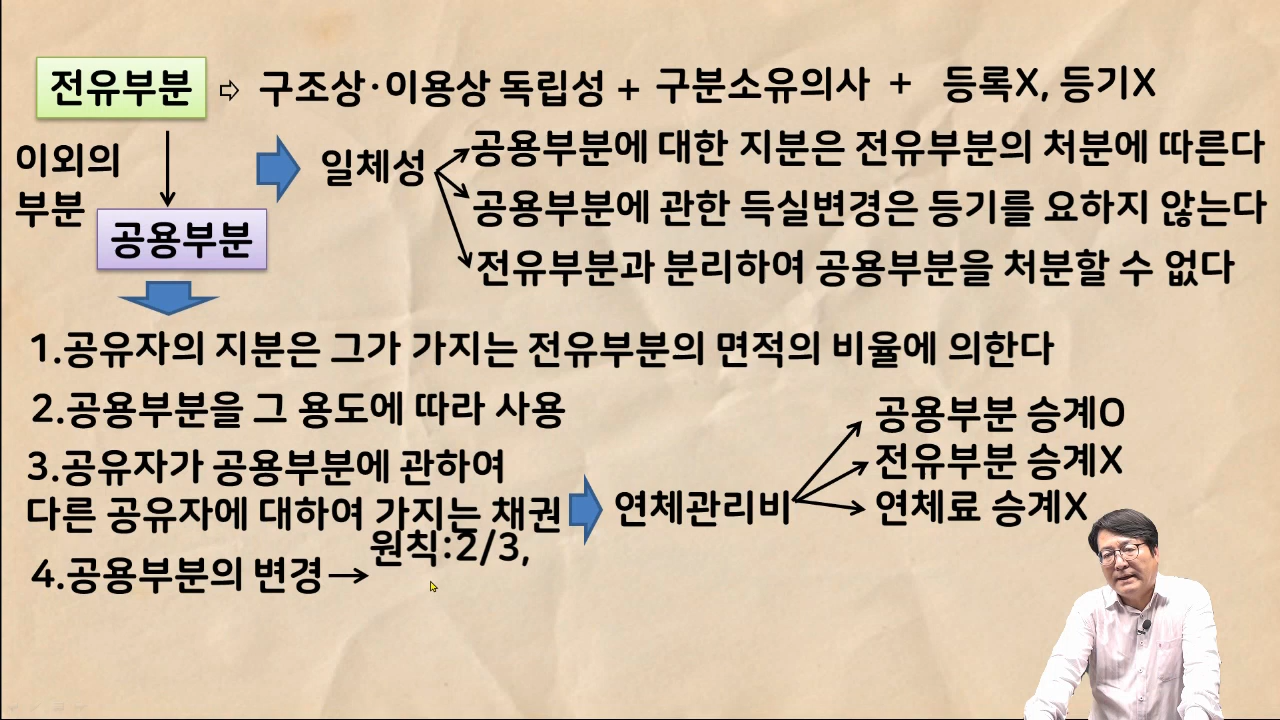 전유부분 ⇨ 구조상·이용상 독립성 + 구분소유의사 + 등록X, 등기X
이외의
부분
공용부분
일체성
공용부분에 대한 지분은 전유부분의 처분에 따른다
공용부분에 관한 득실변경은 등기를 요하지 않는다
전유부분과 분리하여 공용부분을 처분할 수 없다
1.공유자의 지분은 그가 가지는 전유부분의 면적의 비율에 의한다
2.공용부분을 그 용도에 따라 사용
3.공유자가 공용부분에 관하여
다른 공유자에 대하여 가지는 채권
연체관리비
공용부분 승계O
전유부분 승계X
연체료 승계X
4.공용부분의 변경→
원칙:2/3,